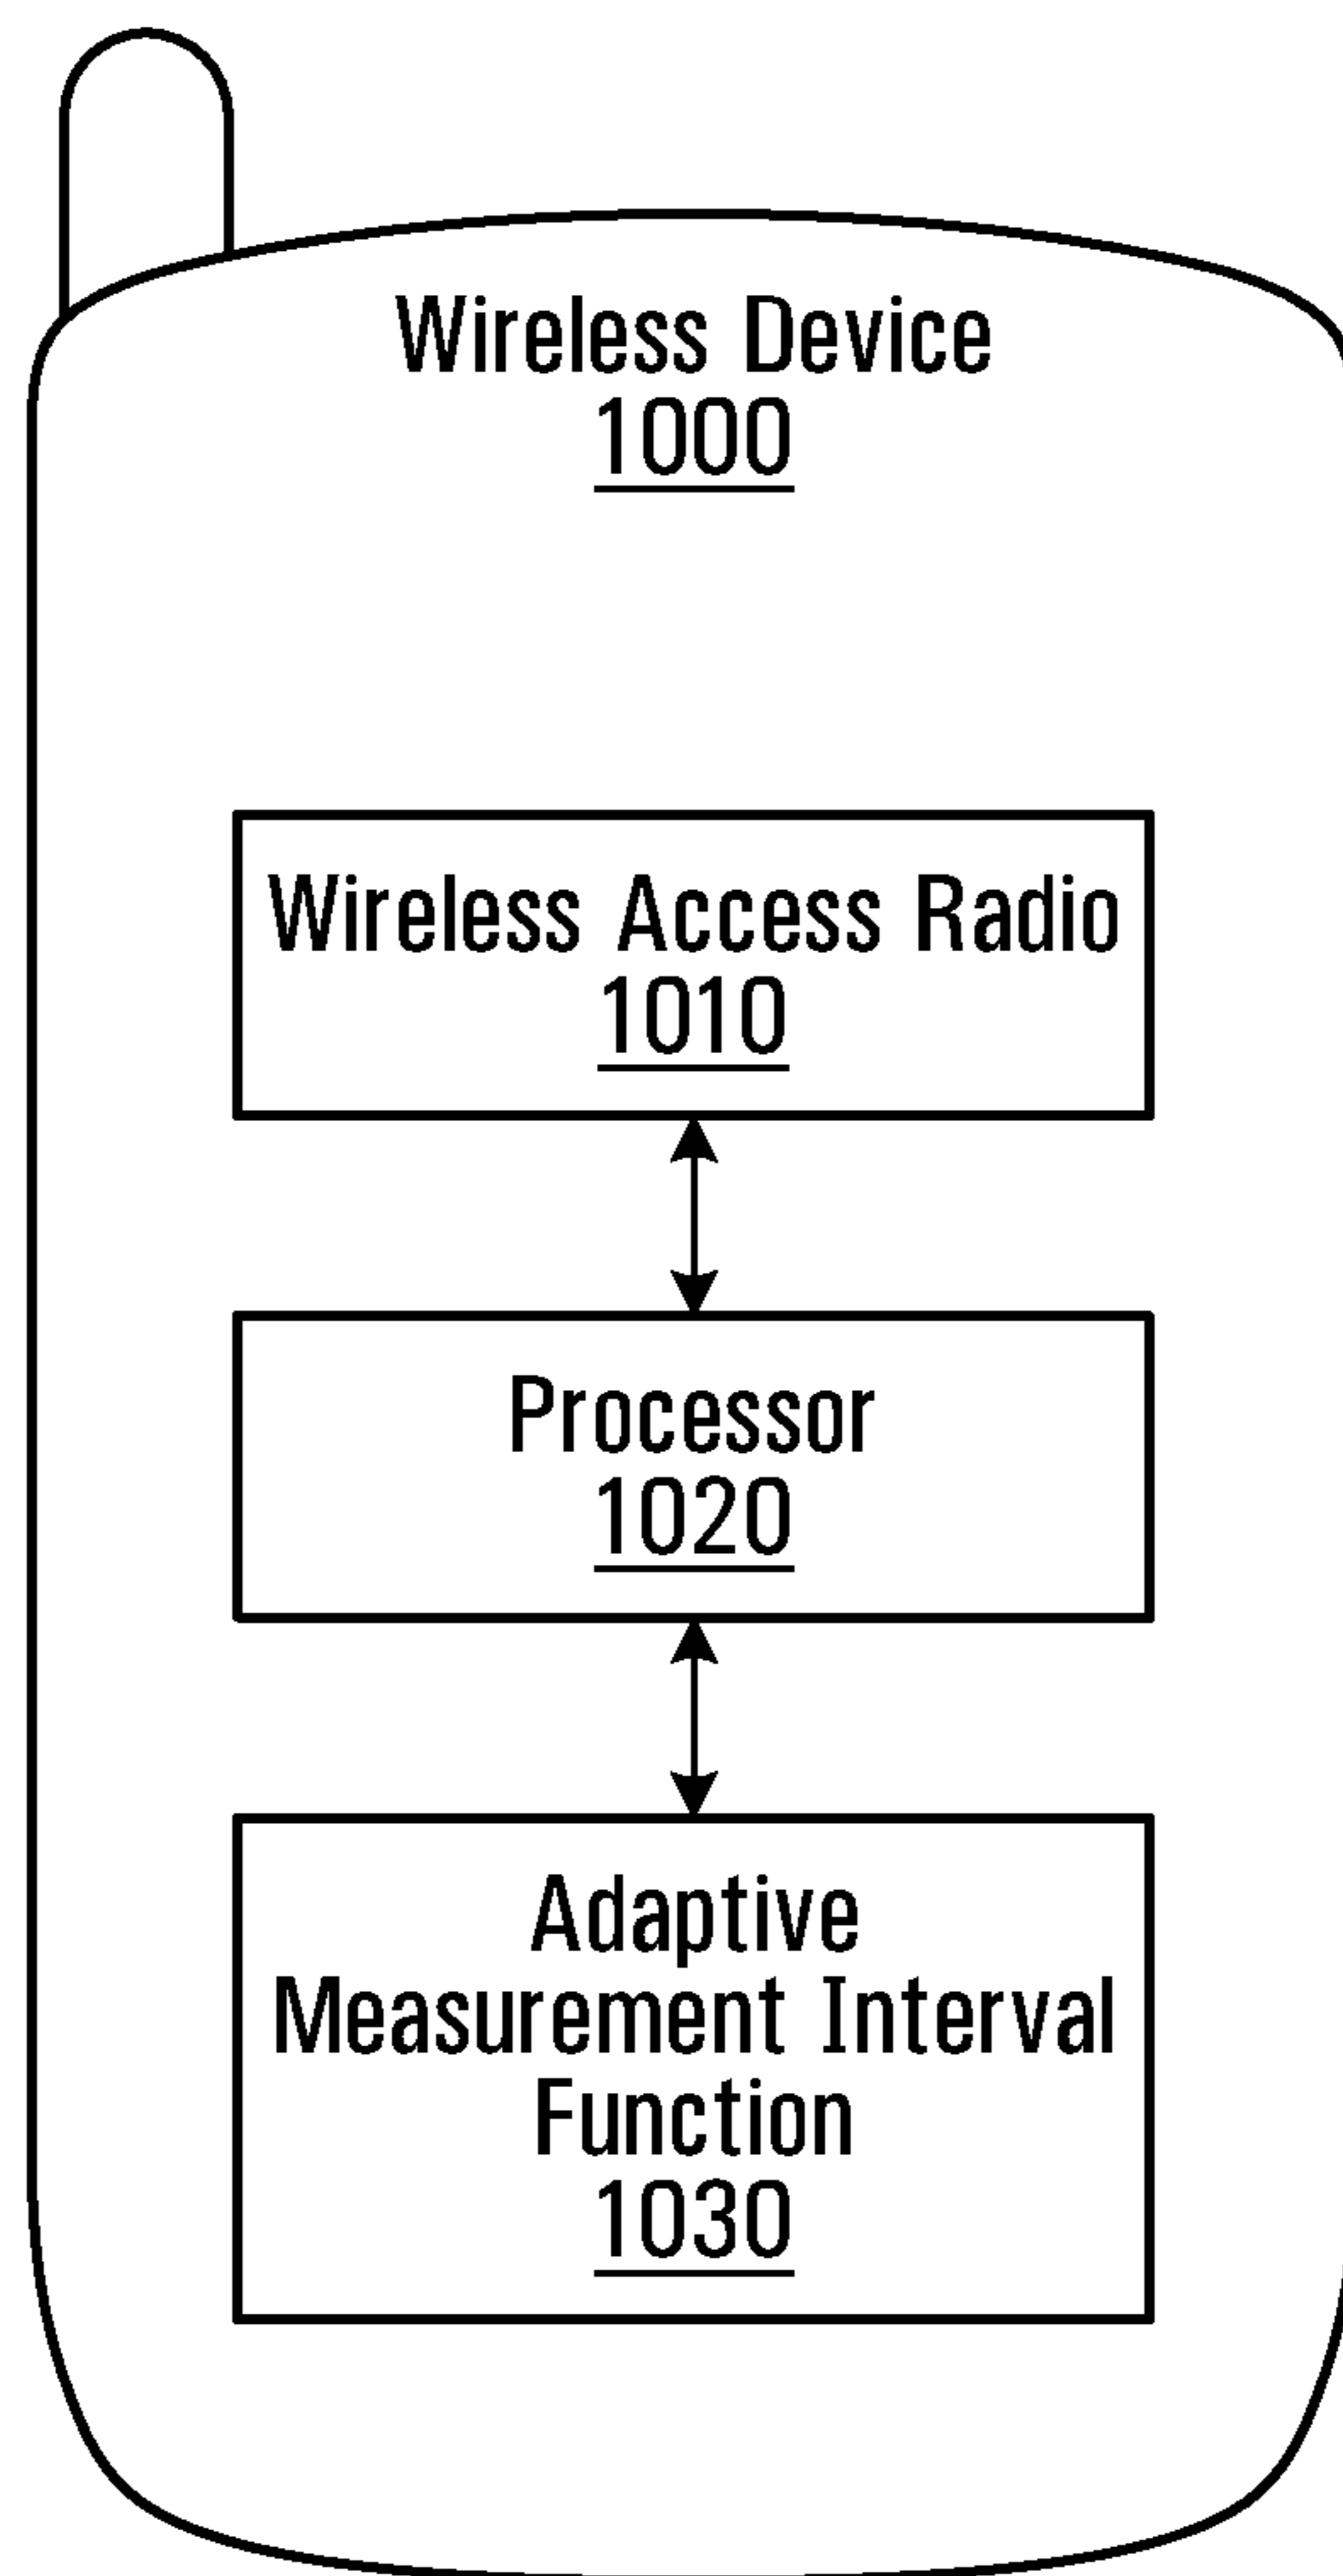 Wireless Device
1000
Wireless Access Radio
1010
Processor
1020
Adaptive
Measurement Interval
Function
1030